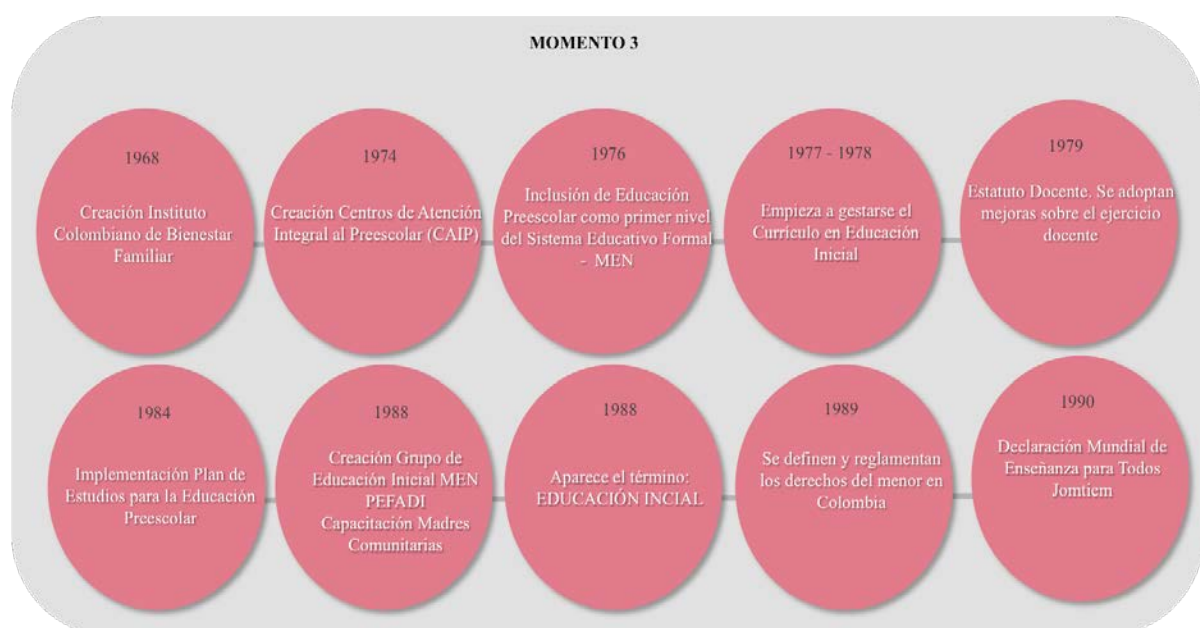 MOMENTO 3
1968
Creación Instituto
Colombiano de Bienestar
Familiar
1974
Creación Centros de Atención
Integral al Preescolar (CAIP)
1976
Inclusión de Educación
Preescolar como primer nivel
del Sistema Educativo Formal
- MEN
1977 - 1978
Empieza a gestarse el
Currículo en Educación
Inicial
1979
Estatuto Docente. Se adoptan
mejoras sobre el ejercicio
docente
1984
Implementación Plan de
Estudios para la Educación
Preescolar
1988
Creación Grupo de
Educación Inicial MEN
PEFADI
Capacitación Madres
Comunitarias
1988
Aparece el término:
EDUCACIÓN INCIAL
1989
Se definen y reglamentan
los derechos del menor en
Colombia
1990
Declaración Mundial de
Enseñanza para Todos
Jomtiem